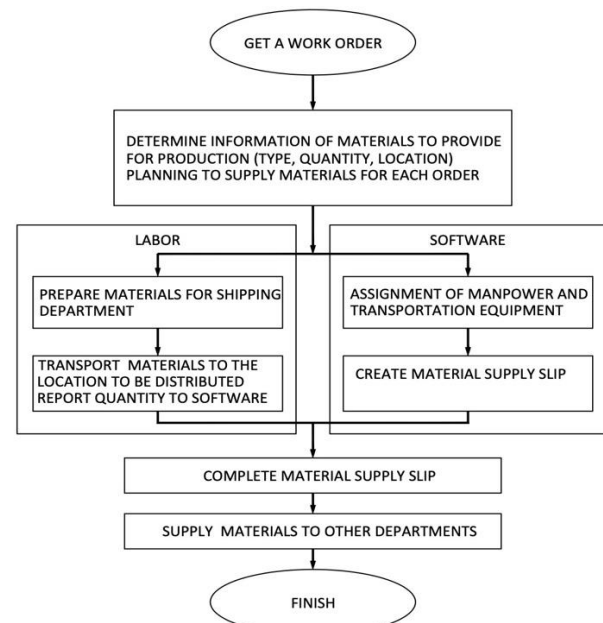 GET A WORK ORDER
DETERMINE INFORMATION OF MATERIALS TO PROVIDE
FOR PRODUCTION (TYPE, QUANTITY, LOCATION)
PLANNING TO SUPPLY MATERIALS FOR EACH ORDER
LABOR
PREPARE MATERIALS FOR SHIPPING
DEPARTMENT
TRANSPORT MATERIALS TO THE
LOCATION TO BE DISTRIBUTED
REPORT QUANTITY TO SOFTWARE
SOFTWARE
ASSIGNMENT OF MANPOWER AND
TRANSPORTATION EQUIPMENT
CREATE MATERIAL SUPPLY SLIP
COMPLETE MATERIAL SUPPLY SLIP
SUPPLY MATERIALS TO OTHER DEPARTMENTS
FINISH